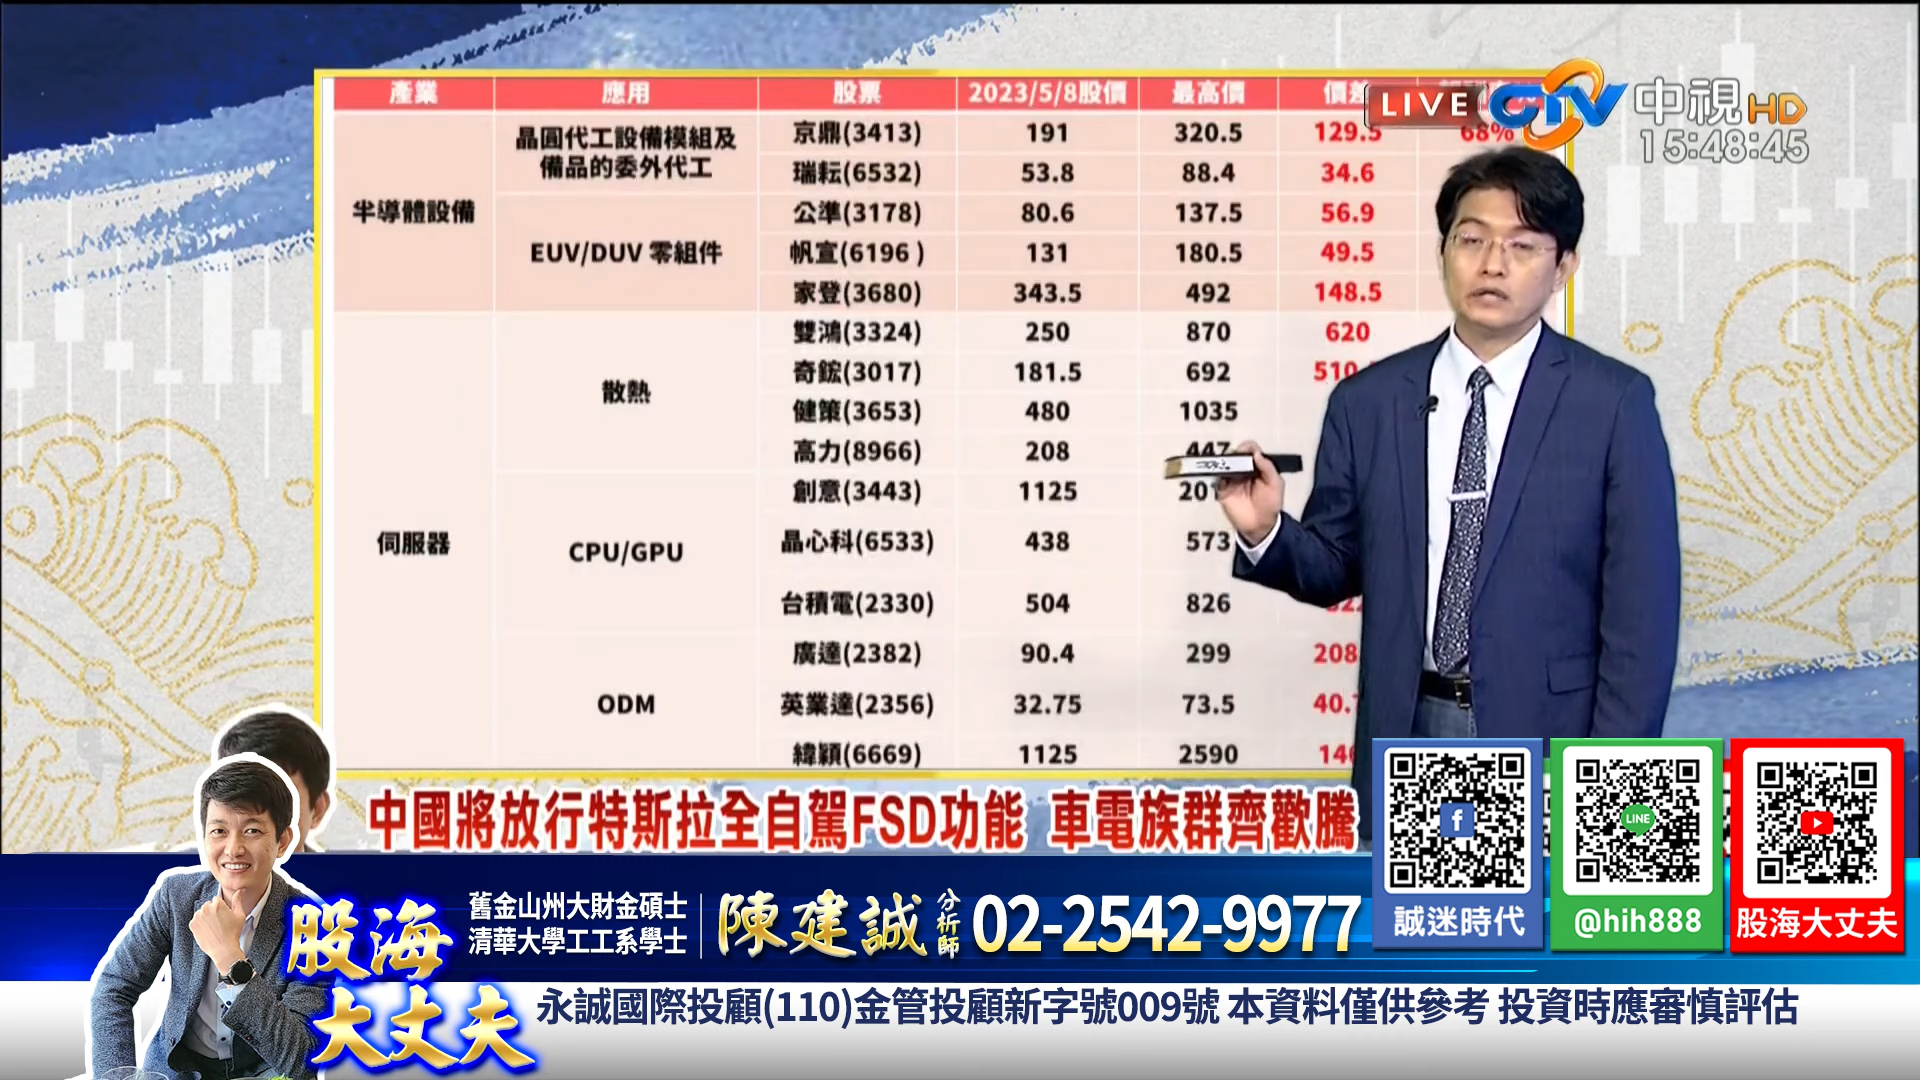 產業 應用 股票 2023/5/8股價 最高價
LIVE CTV 中視HD
15:48:45
半導體設備
晶圓代工設備模組及
備品的委外代工
京鼎(3413) 191 320.5 129.5 68%
瑞耘(6532) 53.8 88.4 34.6
EUV/DUV 零組件
公準(3178) 80.6 137.5 56.9
帆宣(6196 ) 131 180.5 49.5
家登(3680) 343.5 492 148.5
伺服器
散熱
雙鴻(3324) 250 870 620
奇鋐(3017) 181.5 692
健策(3653) 480 1035
高力(8966) 208 447
CPU/GPU
創意(3443) 1125
晶心科(6533) 438 573
台積電(2330) 504 826
ODM
廣達(2382) 90.4 299
英業達(2356) 32.75 73.5
緯穎(6669) 1125 2590
中國將放行特斯拉全自駕FSD功能 車電族群齊歡騰
股海
大丈夫
舊金山州大財金碩士
清華大學工工系學士
陳建誠 分析師 02-2542-9977
誠迷時代
LINE
@hih888
股海大丈夫
永誠國際投顧(110)金管投顧新字號009號 本資料僅供參考 投資時應審慎評估